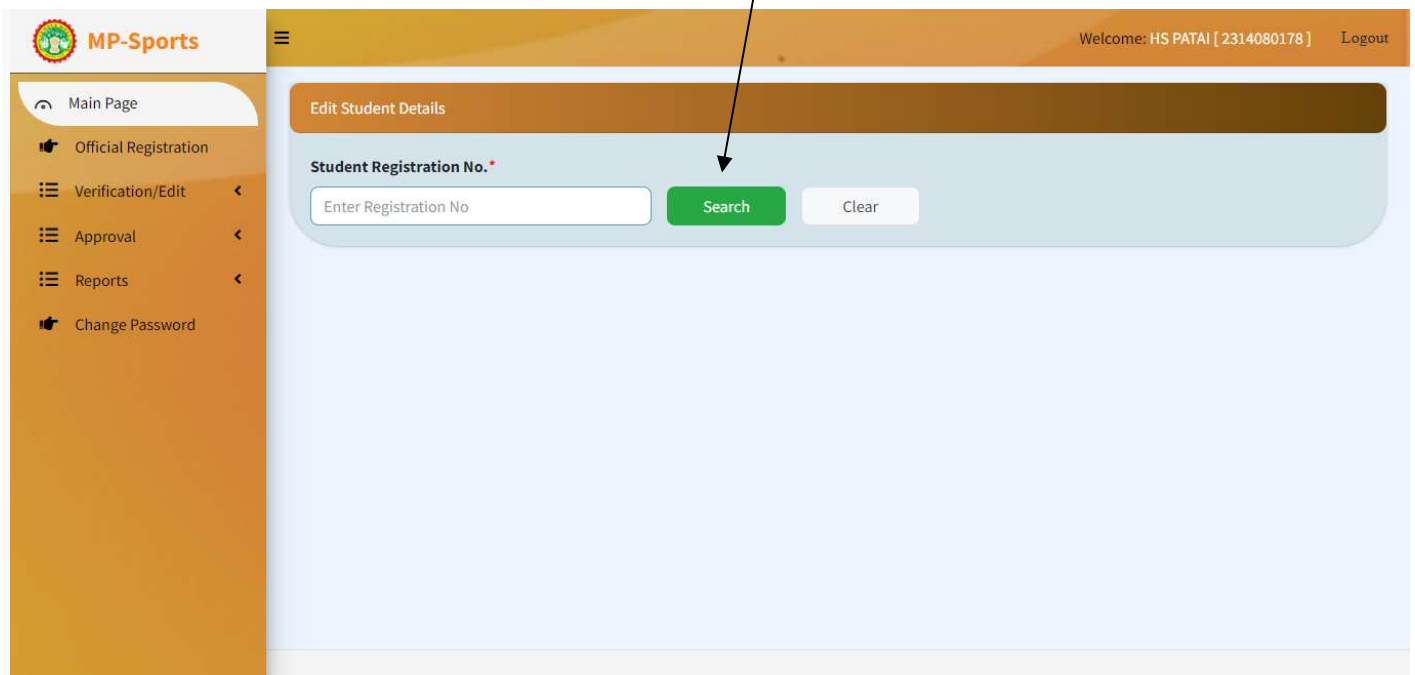 MP-Sports
Welcome: HS PATAI [ 2314080178 ] Logout
Main Page
Official Registration
Verification/Edit
Approval
Reports
Change Password
Edit Student Details
Student Registration No.*
Enter Registration No
Search
Clear